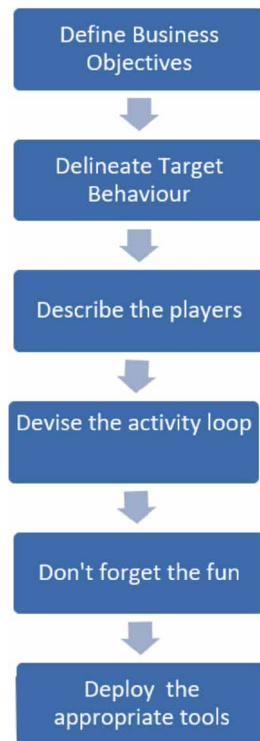 Define Business
Objectives
Delineate Target
Behaviour
Describe the players
Devise the activity loop
Don't forget the fun
Deploy the
appropriate tools